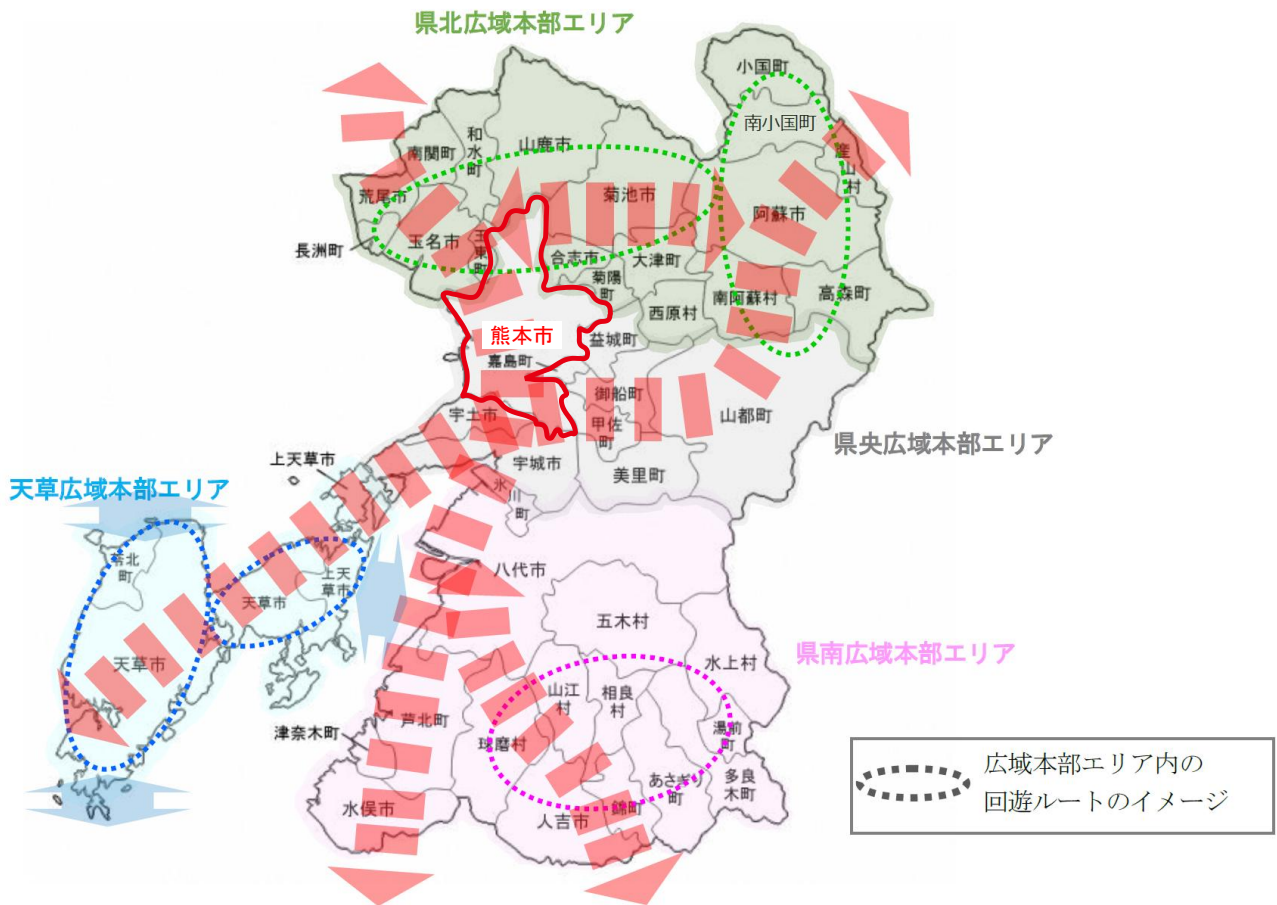 県北広域本部エリア
小国町
南小国町
産
山
村
和
水
町
山鹿市
南関町
荒尾市
菊池市
阿蘇市
長洲町
玉名市
玉
東
町
合志市
大津町
菊陽
町
南阿蘇村
高森町
西原村
熊本市
益城町
嘉島町
御船町
山都町
宇土市
甲佐
町
県央広域本部エリア
上天草市
宇城市
美里町
氷
川
町
天草広域本部エリア
苓北
町
八代市
上天
草市
天草市
五木村
天草市
水上村
県南広域本部エリア
山江
村
相良
村
芦北町
津奈木町
球磨村
湯前
町
あさぎり
町
多良
木町
水俣市
人吉市
錦町
広域本部エリア内の
回遊ルートのイメージ